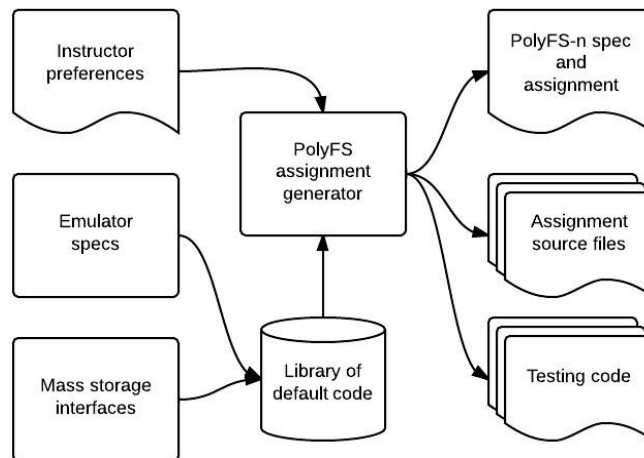 Instructor
preferences
PolyFS-n spec
and
assignment
PolyFS
assignment
generator
Emulator
specs
Assignment
source files
Mass storage
interfaces
Library of
default code
Testing code